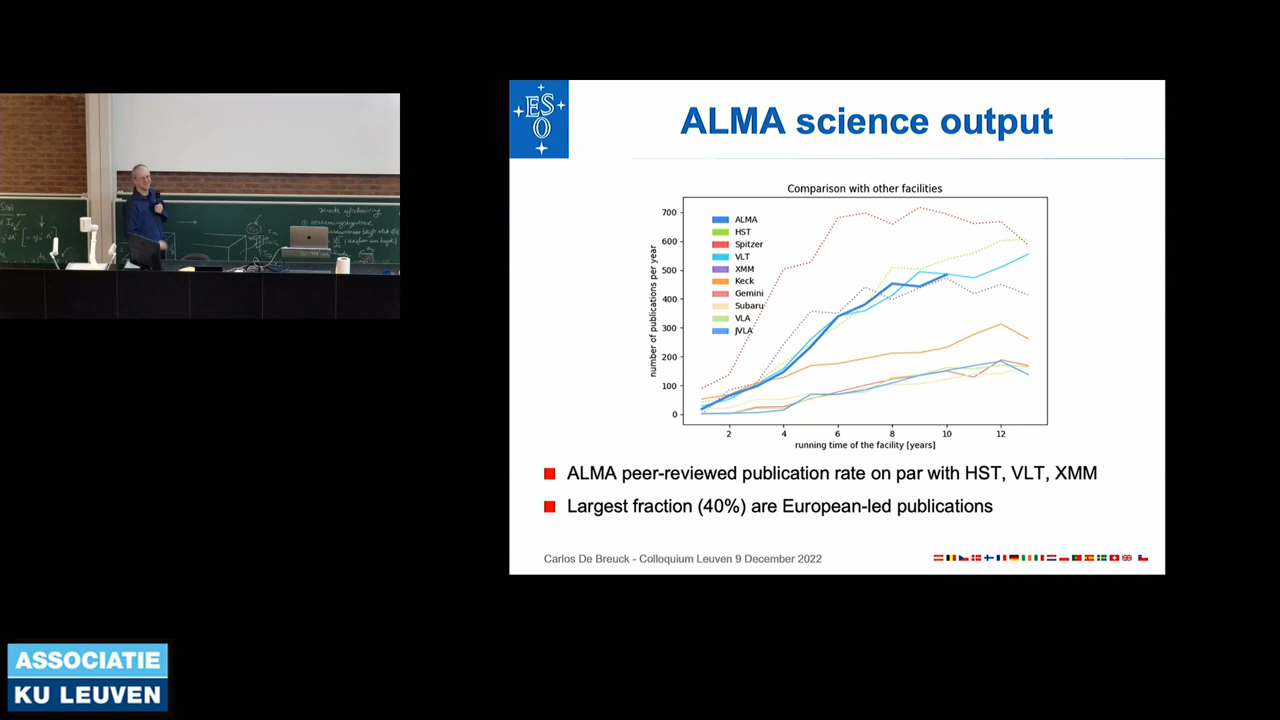 ES
O
ALMA science output
Comparison with other facilities
number of publications per year
700
600
500
400
300
200
100
0
ALMA
HST
Spitzer
VLT
XMM
Keck
Gemini
Subaru
VLA
JVLA
2
4
6
8
10
12
running time of the facility [years]
ALMA peer-reviewed publication rate on par with HST, VLT, XMM
Largest fraction (40%) are European-led publications
Carlos De Breuck - Colloquium Leuven 9 December 2022
ASSOCIATIE
KU LEUVEN